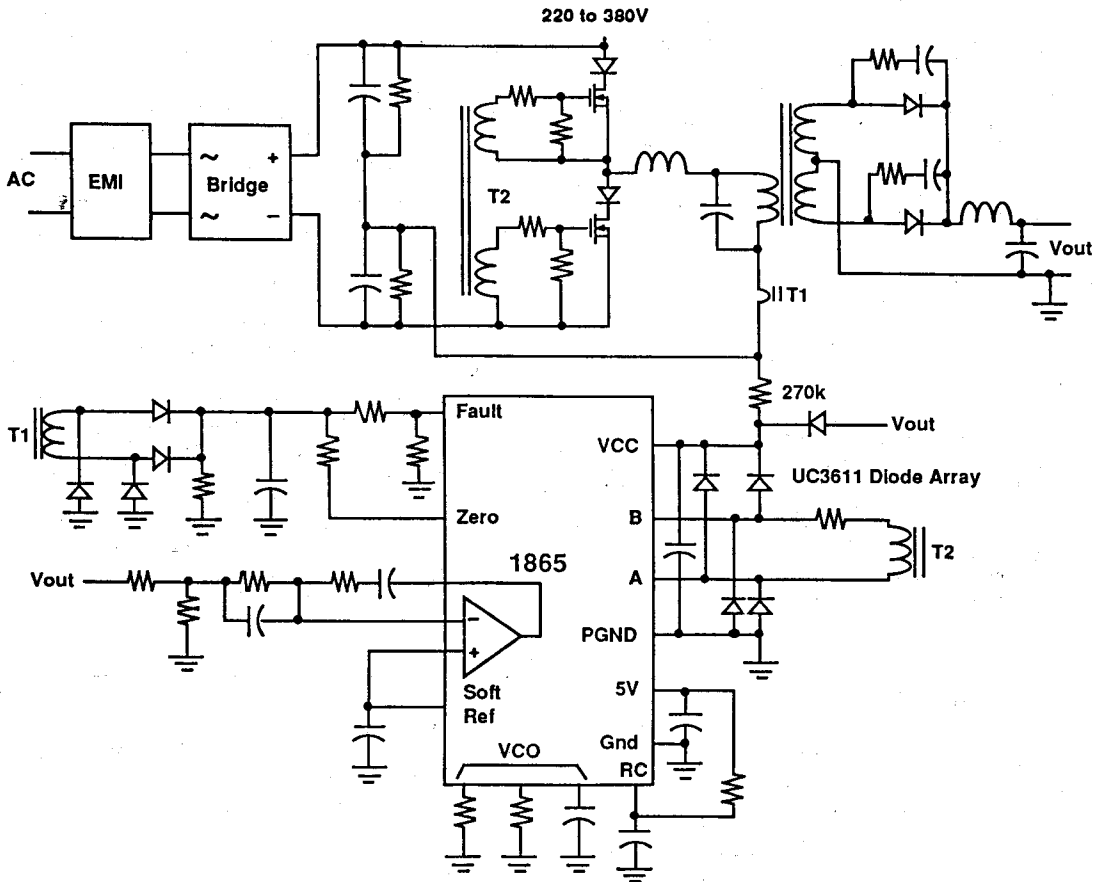 220 to 380V
AC
EMI
~
~
Bridge
+
−
T2
T1
Vout
270k
Vout
T1
Fault
Zero
VCC
UC3611 Diode Array
B
T2
A
1865
Vout
−
+
PGND
Soft
Ref
5V
Gnd
VCO
RC